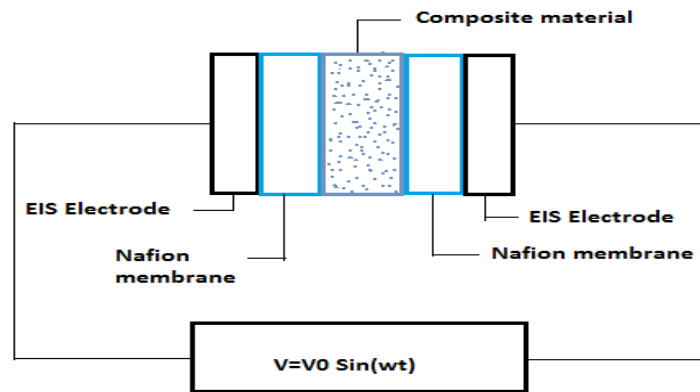 Composite material
EIS Electrode
EIS Electrode
Nafion
membrane
Nafion membrane
V=V0 Sin(wt)